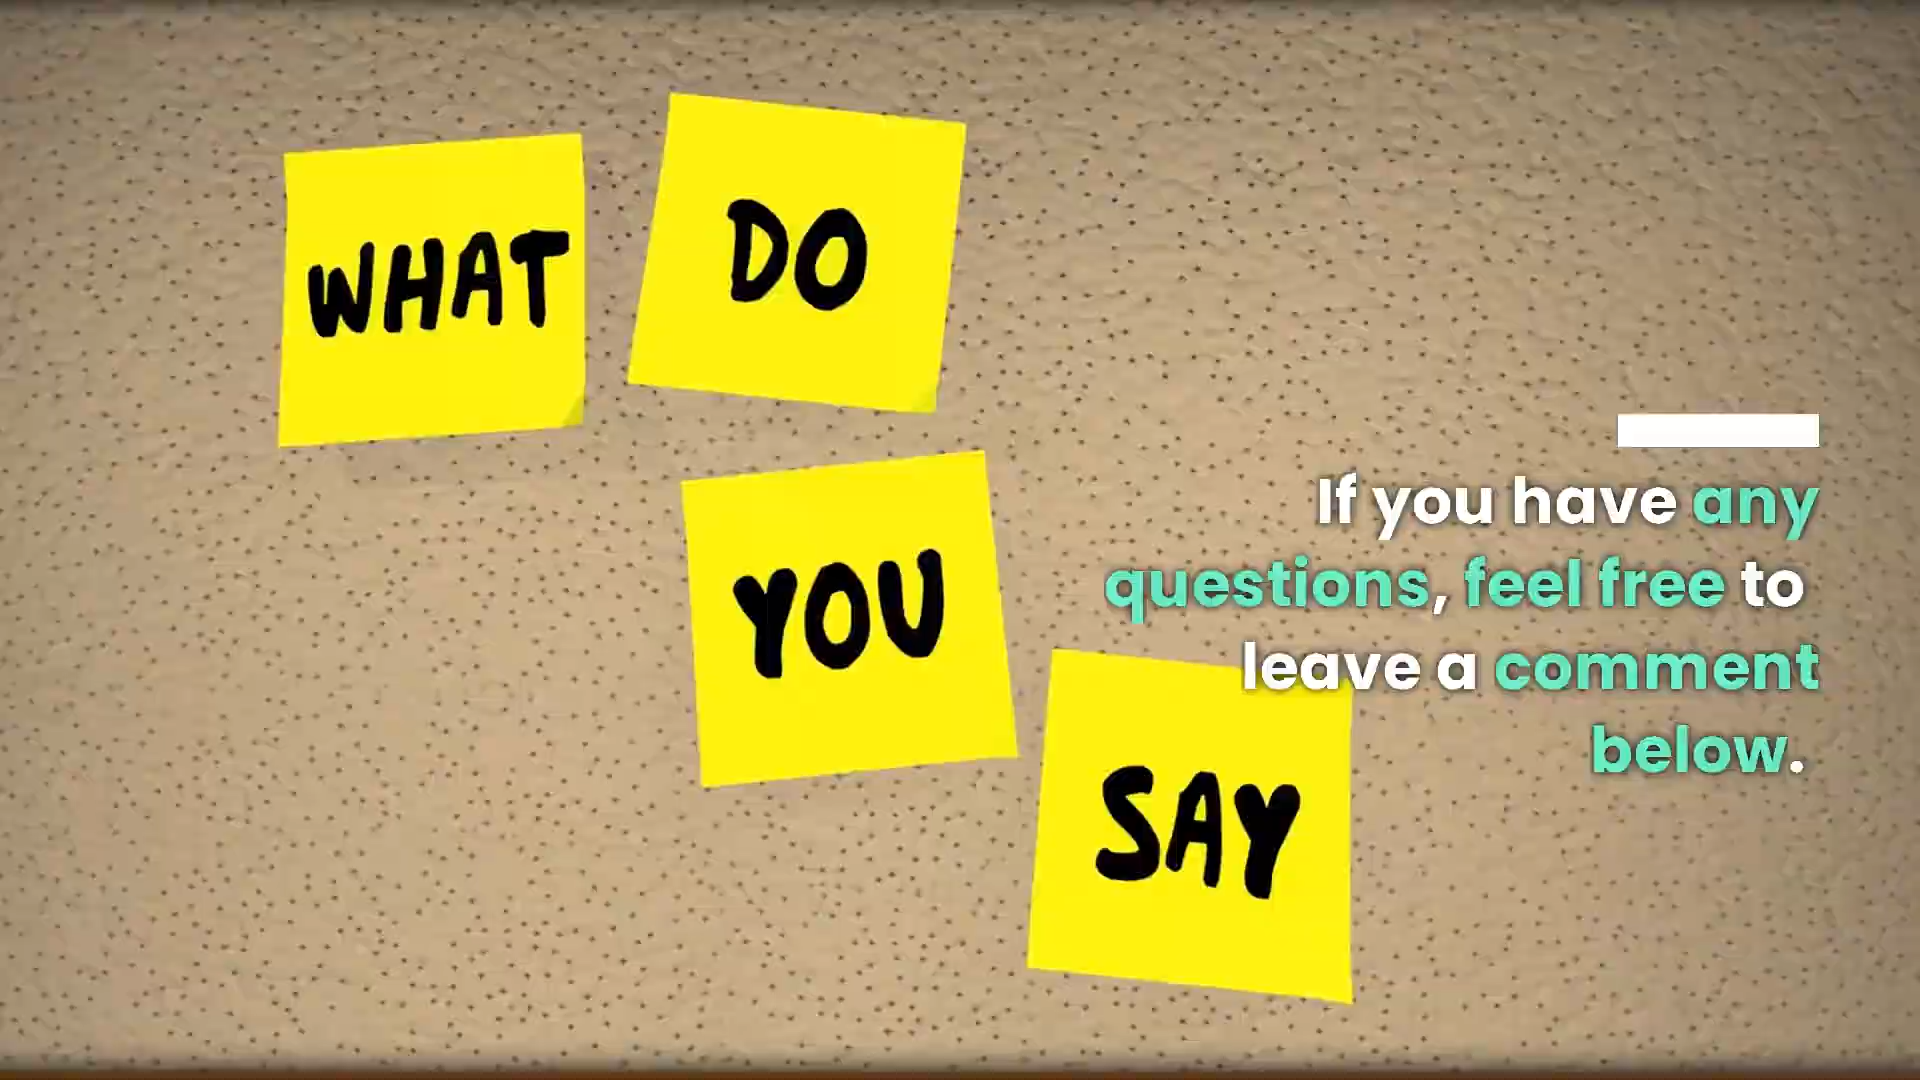 WHAT DO
YOU
SAY
If you have any
questions, feel free to
leave a comment
below.